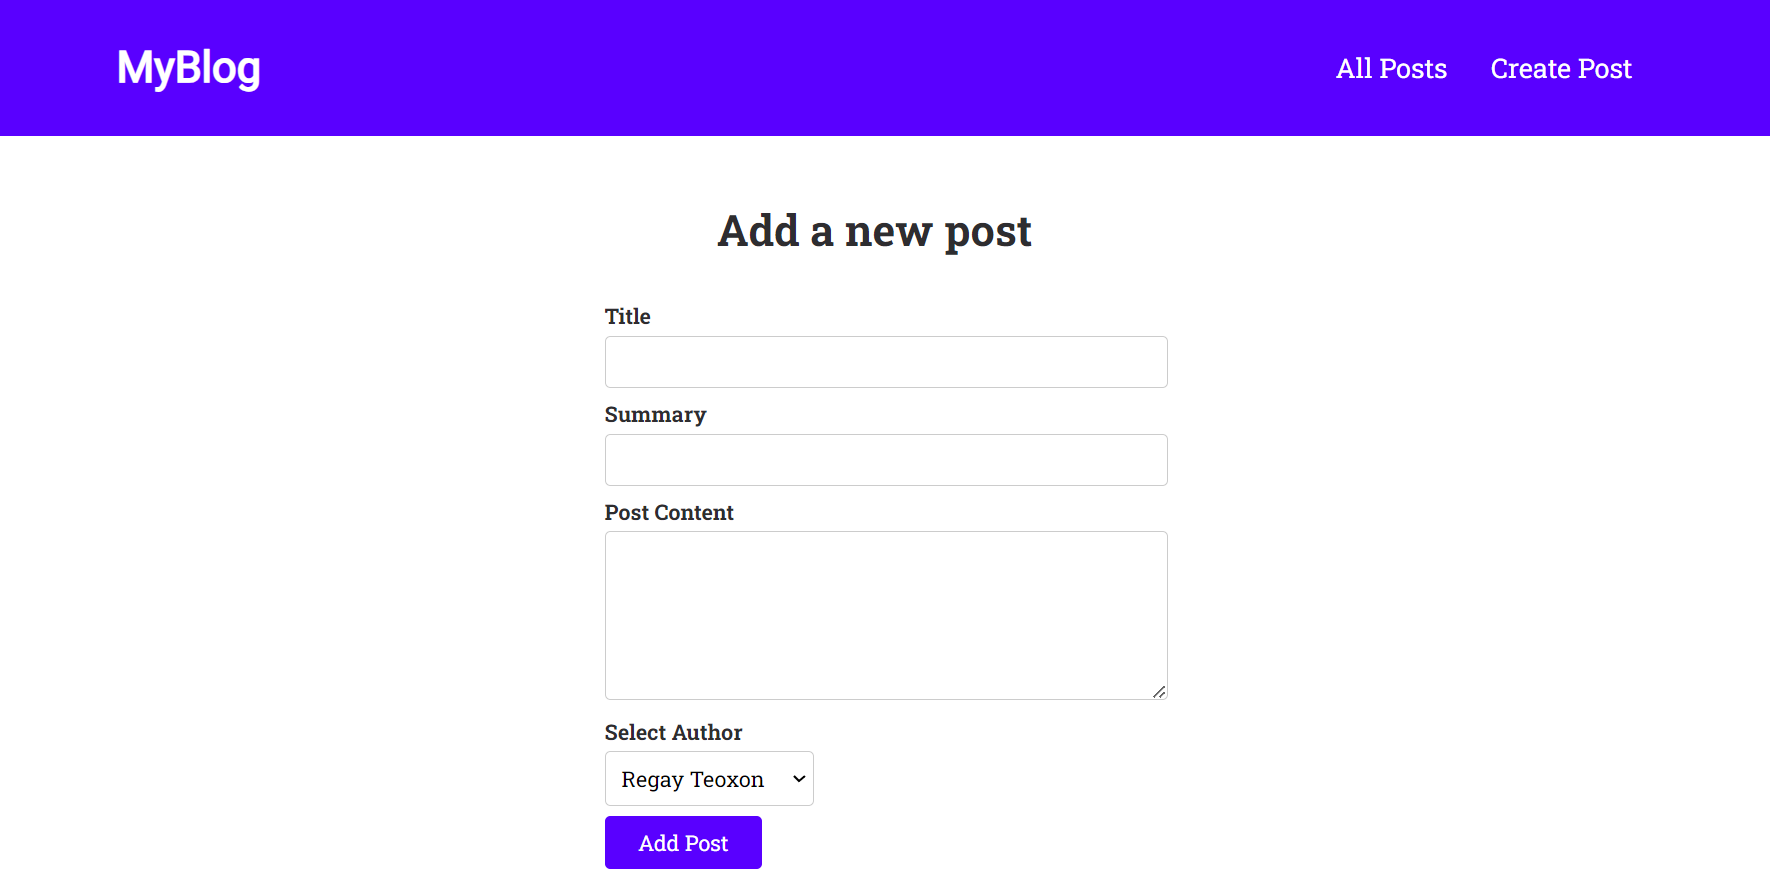 MyBlog
All Posts
Create Post
Add a new post
Title
Summary
Post Content
Select Author
Regay Teoxon
Add Post